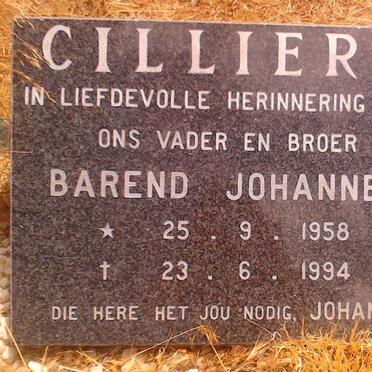 CILLIER
IN LIEFDEVOLLE HERINNERING
ONS VADER EN BROER
BAREND JOHANNE
★ 25 . 9 . 1958
† 23 . 6 . 1994
DIE HERE HET JOU NODIG, JOHAN